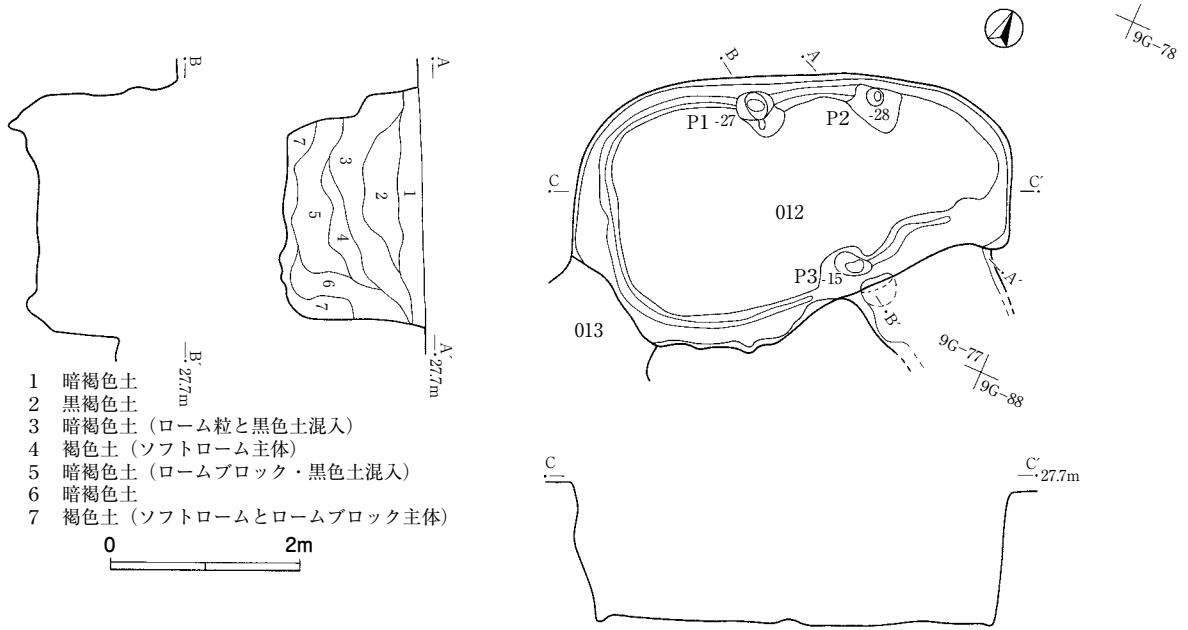 B
B′
27.7m
A
A′
27.7m
1
2
3
4
5
6
7
7
9G-78
B
A
P1 -27
P2 -28
C
C′
012
P3 -15
A′
B′
013
9G-77
9G-88
1 暗褐色土
2 黒褐色土
3 暗褐色土（ローム粒と黒色土混入）
4 褐色土（ソフトローム主体）
5 暗褐色土（ロームブロック・黒色土混入）
6 暗褐色土
7 褐色土（ソフトロームとロームブロック主体）
0 2m
C
C′ 27.7m